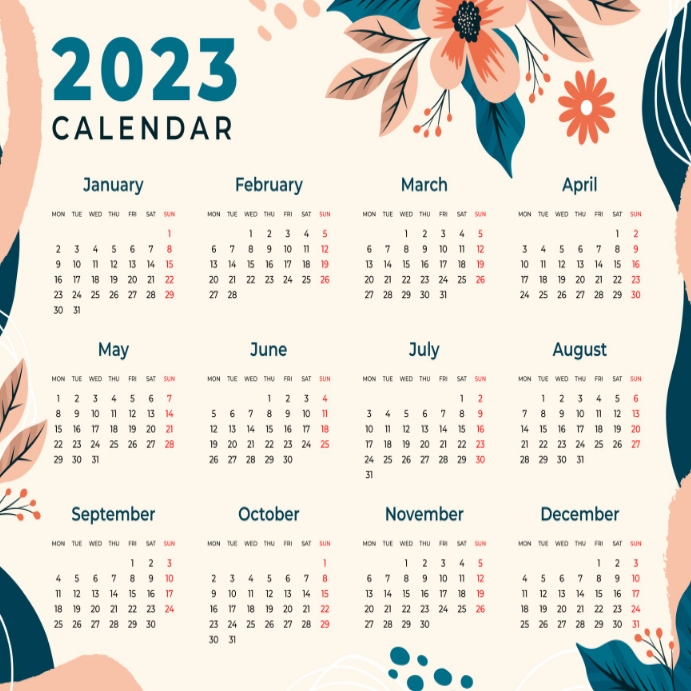 2023
CALENDAR
January
MON TUE WED THU FRI SAT SUN
1
2 3 4 5 6 7 8
9 10 11 12 13 14 15
16 17 18 19 20 21 22
23 24 25 26 27 28 29
30 31
February
MON TUE WED THU FRI SAT SUN
1 2 3 4 5
6 7 8 9 10 11 12
13 14 15 16 17 18 19
20 21 22 23 24 25 26
27 28
March
MON TUE WED THU FRI SAT SUN
1 2 3 4 5
6 7 8 9 10 11 12
13 14 15 16 17 18 19
20 21 22 23 24 25 26
27 28 29 30 31
April
MON TUE WED THU FRI SAT SUN
1 2
3 4 5 6 7 8 9
10 11 12 13 14 15 16
17 18 19 20 21 22 23
24 25 26 27 28 29 30
May
MON TUE WED THU FRI SAT SUN
1 2 3 4 5 6 7
8 9 10 11 12 13 14
15 16 17 18 19 20 21
22 23 24 25 26 27 28
29 30 31
June
MON TUE WED THU FRI SAT SUN
1 2 3 4
5 6 7 8 9 10 11
12 13 14 15 16 17 18
19 20 21 22 23 24 25
26 27 28 29 30
July
MON TUE WED THU FRI SAT SUN
1 2
3 4 5 6 7 8 9
10 11 12 13 14 15 16
17 18 19 20 21 22 23
24 25 26 27 28 29 30
31
August
MON TUE WED THU FRI SAT SUN
1 2 3 4 5 6
7 8 9 10 11 12 13
14 15 16 17 18 19 20
21 22 23 24 25 26 27
28 29 30 31
September
MON TUE WED THU FRI SAT SUN
1 2 3
4 5 6 7 8 9 10
11 12 13 14 15 16 17
18 19 20 21 22 23 24
25 26 27 28 29 30
October
MON TUE WED THU FRI SAT SUN
1
2 3 4 5 6 7 8
9 10 11 12 13 14 15
16 17 18 19 20 21 22
23 24 25 26 27 28 29
30 31
November
MON TUE WED THU FRI SAT SUN
1 2 3 4 5
6 7 8 9 10 11 12
13 14 15 16 17 18 19
20 21 22 23 24 25 26
27 28 29 30
December
MON TUE WED THU FRI SAT SUN
1 2 3
4 5 6 7 8 9 10
11 12 13 14 15 16 17
18 19 20 21 22 23 24
25 26 27 28 29 30 31